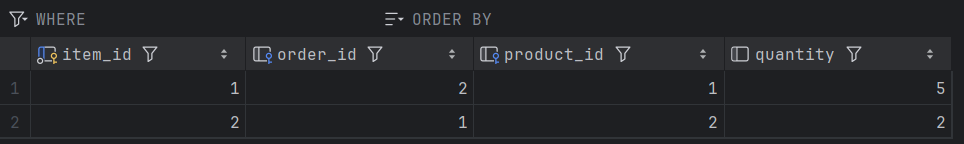 WHERE ORDER BY
item_id order_id product_id quantity
1 1 2 1 5
2 2 1 2 2